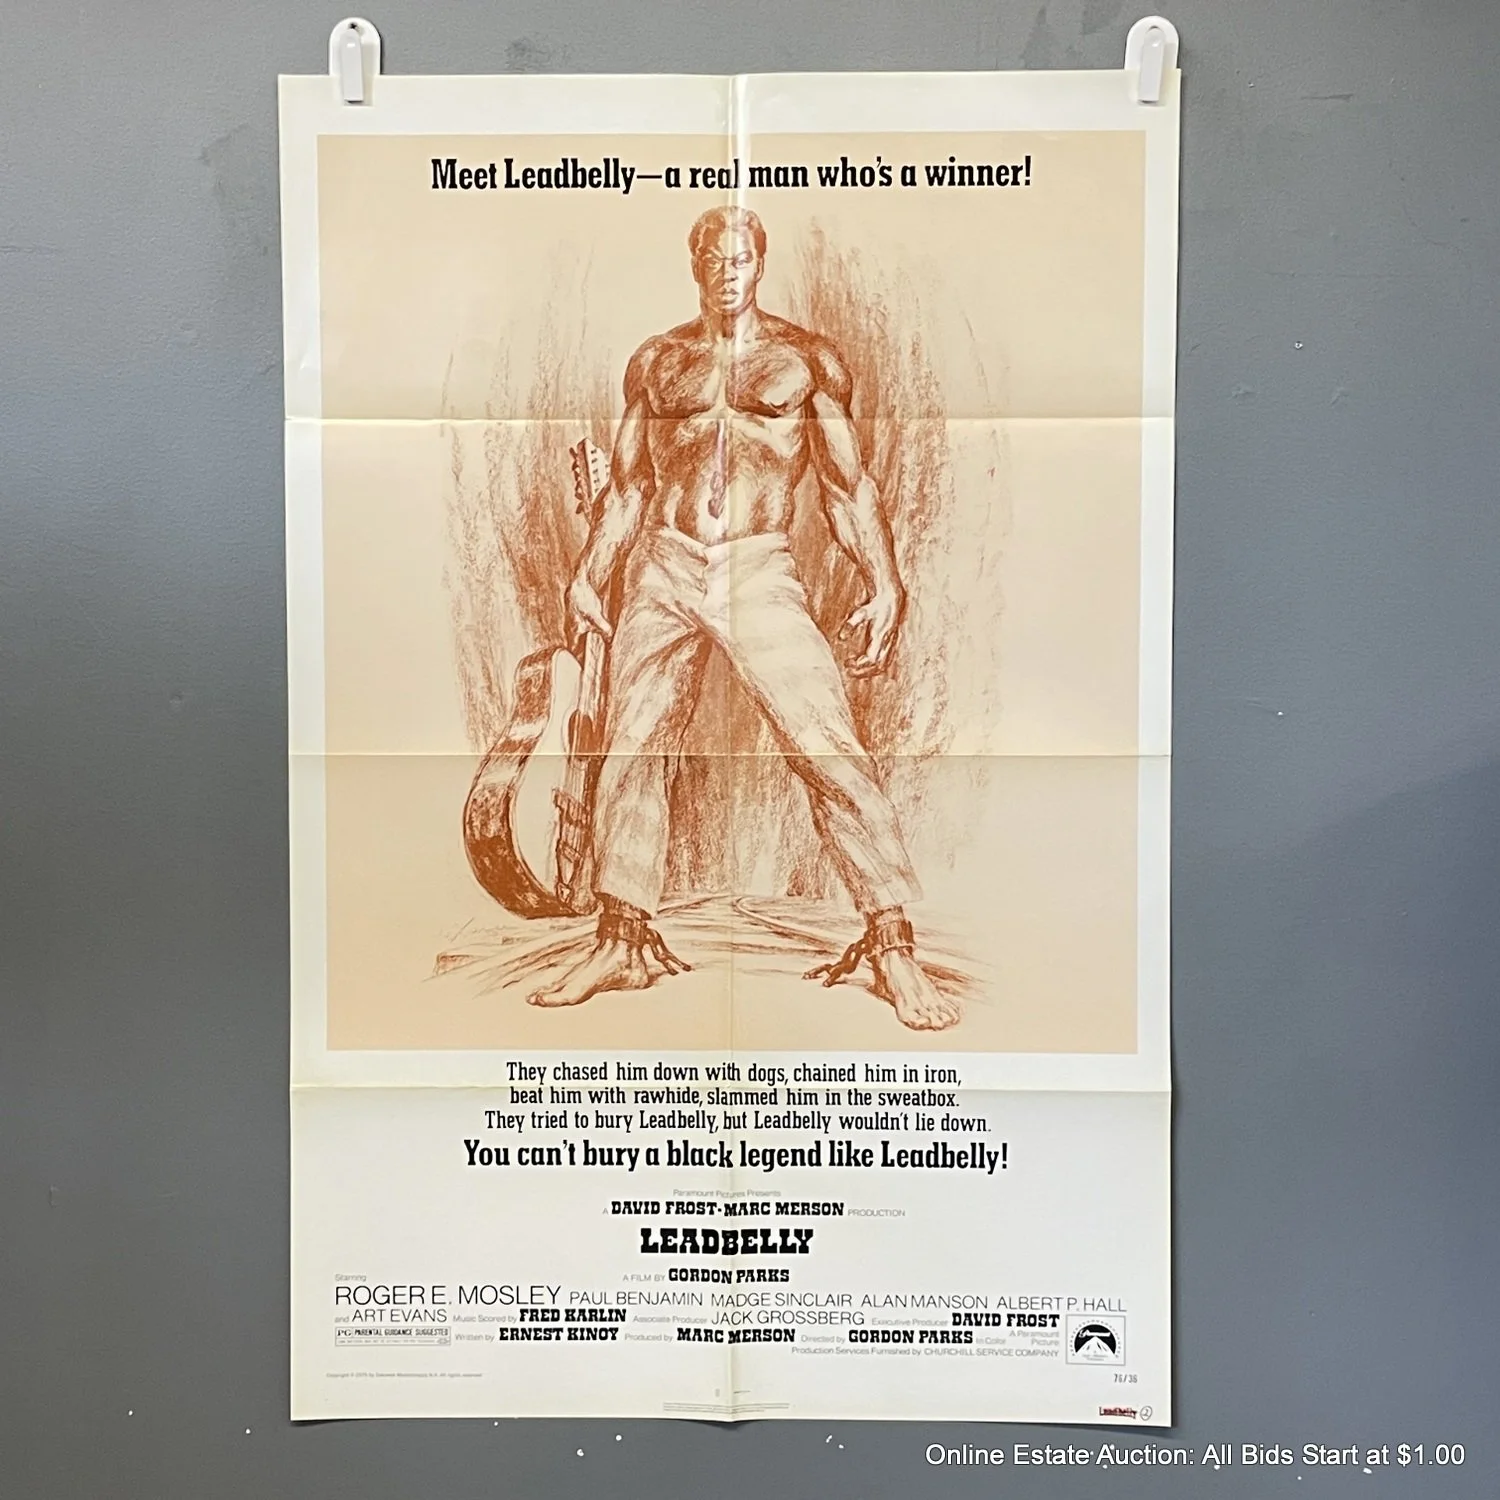 Meet Leadbelly—a real man who's a winner!
They chased him down with dogs, chained him in iron,
beat him with rawhide, slammed him in the sweatbox.
They tried to bury Leadbelly, but Leadbelly wouldn't lie down.
You can't bury a black legend like Leadbelly!
Paramount Pictures Presents
A DAVID FROST-MARC MERSON PRODUCTION
LEADBELLY
A FILM BY GORDON PARKS
Starring
ROGER E. MOSLEY PAUL BENJAMIN MADGE SINCLAIR ALAN MANSON ALBERT P. HALL
and ART EVANS Music Scored by FRED KARLIN Associate Producer JACK GROSSBERG Executive Producer DAVID FROST
PG PARENTAL GUIDANCE SUGGESTED
Written by ERNEST KINOY Produced by MARC MERSON Directed by GORDON PARKS In Color A Paramount Picture
Production Services Furnished by CHURCHILL SERVICE COMPANY
Paramount
76/36
Leadbelly 2
Online Estate Auction: All Bids Start at $1.00